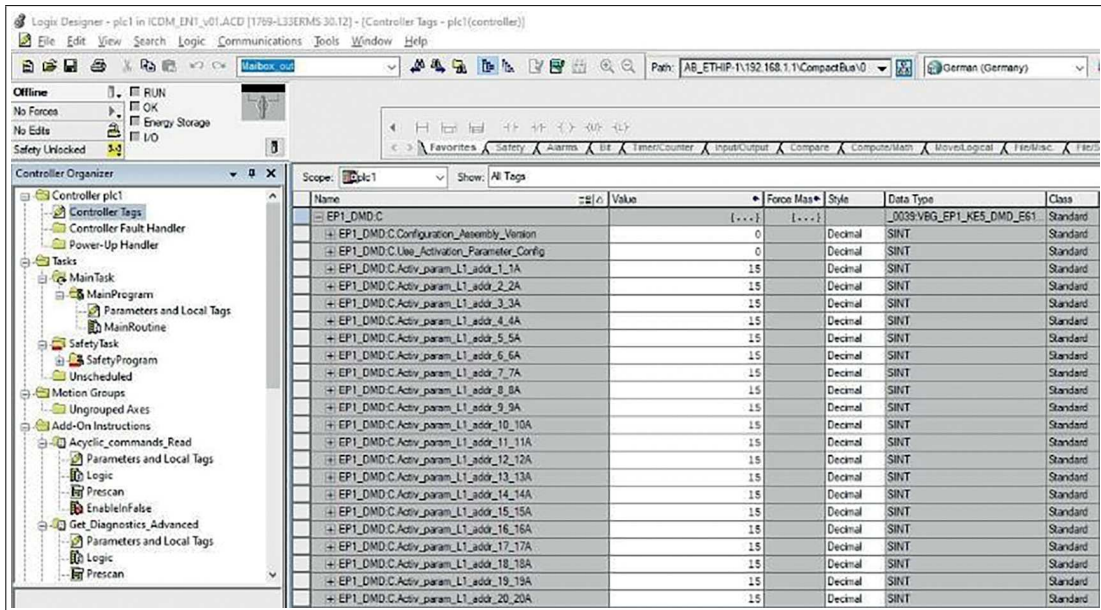 Logix Designer - plc1 in ICDM_EN1_v01.ACD [1769-L33ERMS 30.12] - [Controller Tags - plc1(controller)]
File Edit View Search Logic Communications Tools Window Help
Mailbox_out
Path: AB_ETHIP-1\192.168.1.1\CompactBus\0
German (Germany)
Offline RUN
No Forces OK
No Edits Energy Storage
Safety Unlocked I/O
Favorites Safety Alarms Bit Timer/Counter Input/Output Compare Compute/Math Move/Logical File/Misc.
Controller Organizer
Controller plc1
Controller Tags
Controller Fault Handler
Power-Up Handler
Tasks
MainTask
MainProgram
Parameters and Local Tags
MainRoutine
SafetyTask
SafetyProgram
Unscheduled
Motion Groups
Ungrouped Axes
Add-On Instructions
Acyclic_commands_Read
Parameters and Local Tags
Logic
Prescan
EnableInFalse
Get_Diagnostics_Advanced
Parameters and Local Tags
Logic
Prescan
Scope: plc1 Show: All Tags
Name Value Force Mas Style Data Type Class
EP1_DMD:C {...} {...} _0039:VBG_EP1_KE5_DMD_E61... Standard
EP1_DMD:C.Configuration_Assembly_Version 0 Decimal SINT Standard
EP1_DMD:C.Use_Activation_Parameter_Config 0 Decimal SINT Standard
EP1_DMD:C.Activ_param_L1_addr_1_1A 15 Decimal SINT Standard
EP1_DMD:C.Activ_param_L1_addr_2_2A 15 Decimal SINT Standard
EP1_DMD:C.Activ_param_L1_addr_3_3A 15 Decimal SINT Standard
EP1_DMD:C.Activ_param_L1_addr_4_4A 15 Decimal SINT Standard
EP1_DMD:C.Activ_param_L1_addr_5_5A 15 Decimal SINT Standard
EP1_DMD:C.Activ_param_L1_addr_6_6A 15 Decimal SINT Standard
EP1_DMD:C.Activ_param_L1_addr_7_7A 15 Decimal SINT Standard
EP1_DMD:C.Activ_param_L1_addr_8_8A 15 Decimal SINT Standard
EP1_DMD:C.Activ_param_L1_addr_9_9A 15 Decimal SINT Standard
EP1_DMD:C.Activ_param_L1_addr_10_10A 15 Decimal SINT Standard
EP1_DMD:C.Activ_param_L1_addr_11_11A 15 Decimal SINT Standard
EP1_DMD:C.Activ_param_L1_addr_12_12A 15 Decimal SINT Standard
EP1_DMD:C.Activ_param_L1_addr_13_13A 15 Decimal SINT Standard
EP1_DMD:C.Activ_param_L1_addr_14_14A 15 Decimal SINT Standard
EP1_DMD:C.Activ_param_L1_addr_15_15A 15 Decimal SINT Standard
EP1_DMD:C.Activ_param_L1_addr_16_16A 15 Decimal SINT Standard
EP1_DMD:C.Activ_param_L1_addr_17_17A 15 Decimal SINT Standard
EP1_DMD:C.Activ_param_L1_addr_18_18A 15 Decimal SINT Standard
EP1_DMD:C.Activ_param_L1_addr_19_19A 15 Decimal SINT Standard
EP1_DMD:C.Activ_param_L1_addr_20_20A 15 Decimal SINT Standard